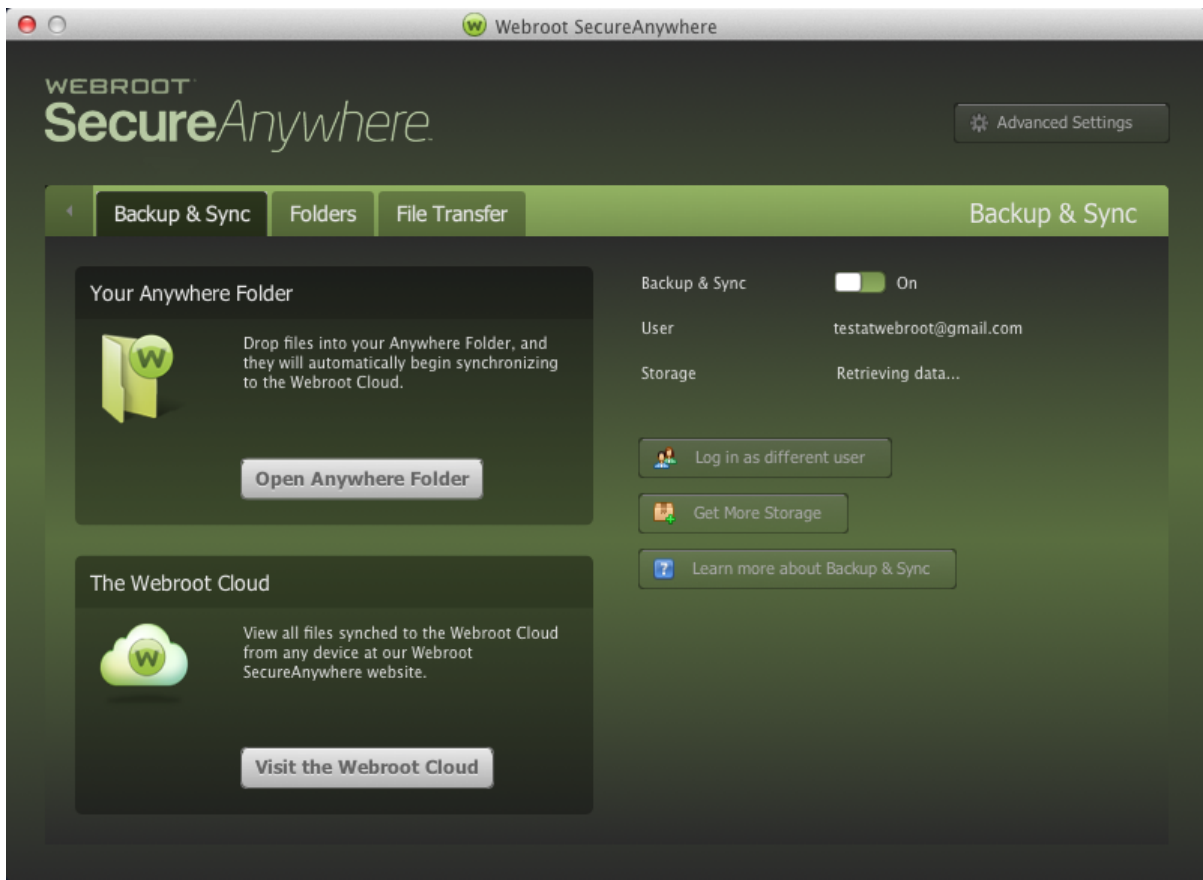 Webroot SecureAnywhere
WEBROOT
SecureAnywhere
Advanced Settings
Backup & Sync
Folders
File Transfer
Backup & Sync
Your Anywhere Folder
Drop files into your Anywhere Folder, and
they will automatically begin synchronizing
to the Webroot Cloud.
Open Anywhere Folder
The Webroot Cloud
View all files synched to the Webroot Cloud
from any device at our Webroot
SecureAnywhere website.
Visit the Webroot Cloud
Backup & Sync On
User testatwebroot@gmail.com
Storage Retrieving data...
Log in as different user
Get More Storage
Learn more about Backup & Sync